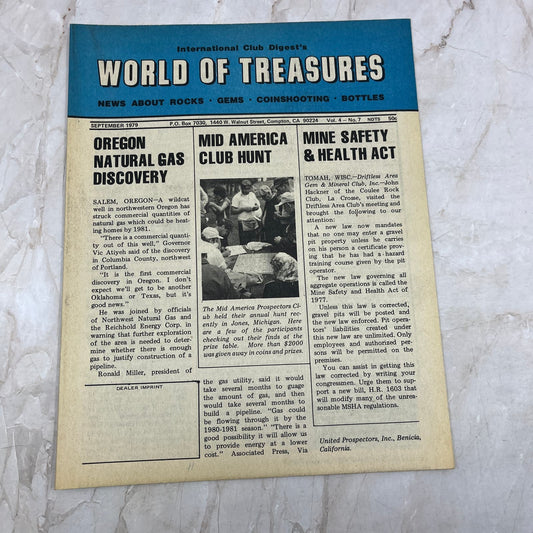 International Club Digest's
WORLD OF TREASURES
NEWS ABOUT ROCKS · GEMS · COINSHOOTING · BOTTLES
SEPTEMBER 1979 P.O. Box 7030, 1440 W. Walnut Street, Compton, CA 90224 Vol. 4 — No. 7 NDTS 50¢
OREGON
NATURAL GAS
DISCOVERY
SALEM, OREGON—A wildcat
well in northwestern Oregon has
struck commercial quantities of
natural gas which could be heat-
ing homes by 1981.
"There is a commercial quanti-
ty out of this well," Governor
Vic Atiyeh said of the discovery
in Columbia county, northwest
of Portland.
"It is the first commercial
discovery in Oregon. I don't
expect we'll get to be another
Oklahoma or Texas, but it's
good news."
He was joined by officials
of Northwest Natural Gas and
the Reichhold Energy Corp. in
warning that further exploration
of the area is needed to deter-
mine whether there is enough
gas to justify construction of a
pipeline.
Ronald Miller, president of
DEALER IMPRINT
MID AMERICA
CLUB HUNT
The Mid America Prospectors Cl-
ub held their annual hunt rec-
ently in Jones, Michigan. Here
are a few of the participants
checking out their finds at the
prize table. More than $2000
was given away in coins and prizes.
the gas utility, said it would
take several months to guage
the amount of gas, and then
would take several months to
build a pipeline. "Gas could
be flowing through it by the
1980-1981 season." "There is a
good possibility it will allow us
to provide energy at a lower
cost." Associated Press, Via
MINE SAFETY
& HEALTH ACT
TOMAH, WISC.—Driftless Area
Gem & Mineral Club, Inc.—John
Hackner of the Coulee Rock
Club, La Crosse, visited the
Driftless Area Club's meeting and
brought the following to our
attention:
A new law now mandates
that no one may enter a gravel
pit property unless he carries
on his person a certificate prov-
ing that he has had a hazard
training course given by the pit
operator.
The new law governing all
aggregate operations is called the
Mine Safety and Health Act of
1977.
Unless this law is corrected,
gravel pits will be posted and
the new law enforced. Pit opera-
tors' liabilities created under
this new law are unlimited. Only
employees and authorized per-
sons will be permitted on the
premises.
You can assist in getting this
law corrected by writing your
congressmen. Urge them to sup-
port a new bill, H.R. 1603 that
will modify many of the unrea-
sonable MSHA regulations.
United Prospectors, Inc., Benicia,
California.